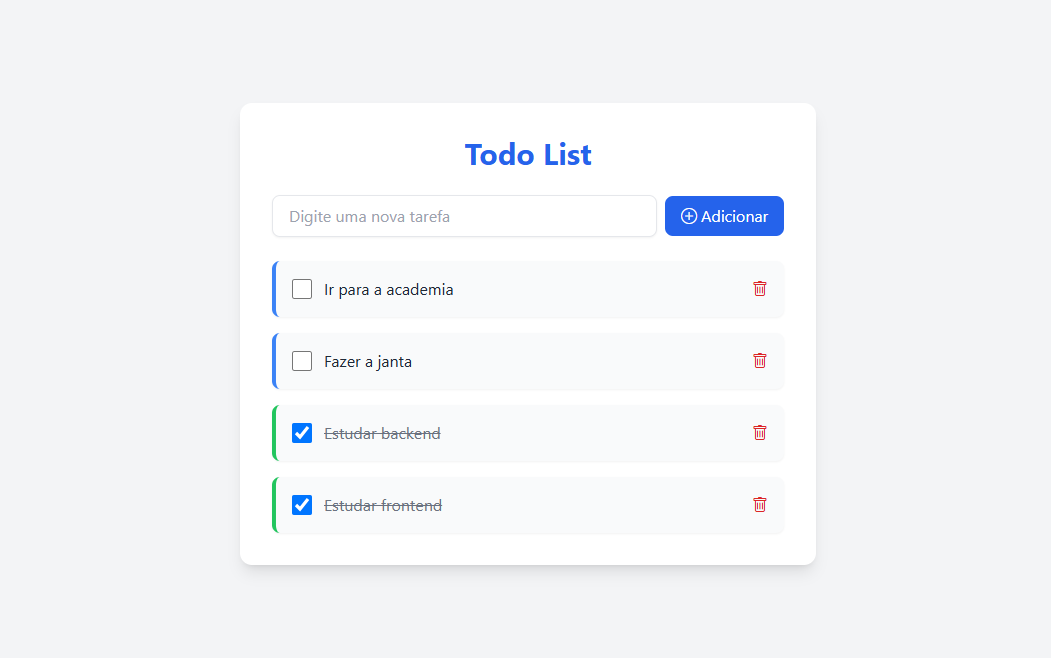 Todo List
Digite uma nova tarefa
Adicionar
Ir para a academia
Fazer a janta
Estudar backend
Estudar frontend